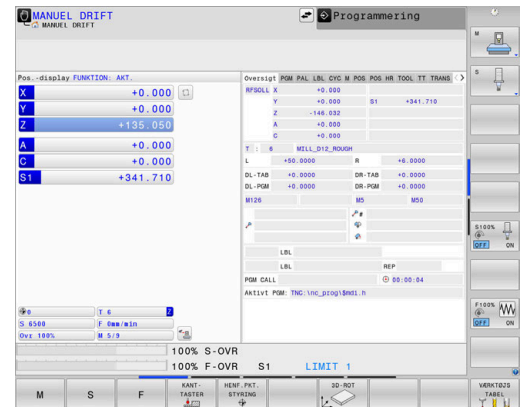 MANUEL DRIFT
MANUEL DRIFT
Programmering
Pos.-display FUNKTION: AKT.
X +0.000
Y +0.000
Z +135.050
A +0.000
C +0.000
S1 +341.710
Oversigt PGM PAL LBL CYC M POS POS HR TOOL TT TRANS
RFSOLL X +0.000
Y +0.000 S1 +341.710
Z -146.032
A +0.000
C +0.000
T : 6 MILL_D12_ROUGH
L +50.0000 R +6.0000
DL-TAB +0.0000 DR-TAB +0.0000
DL-PGM +0.0000 DR-PGM +0.0000
M126 M5 M50
LBL
LBL REP
PGM CALL 00:00:04
Aktivt PGM: TNC:\nc_prog\$mdi.h
0 T 6 Z
S 6500 F 0mm/min
Ovr 100% M 5/9
100% S-OVR
100% F-OVR S1 LIMIT 1
M
S
S100%
OFF ON
F100%
OFF ON
M
S
F
KANT-
TASTER
HENF.PKT.
STYRING
3D-ROT
VÆRKTØJS
TABEL